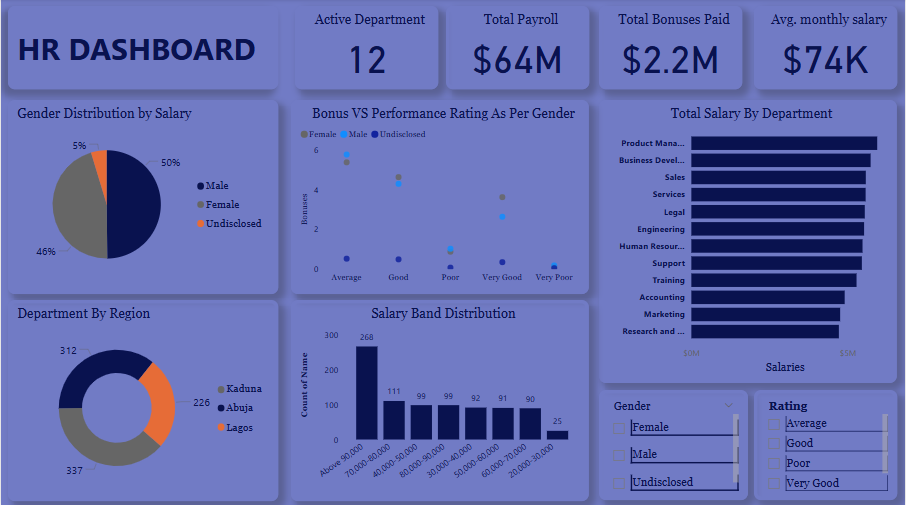 HR DASHBOARD
Active Department
12
Total Payroll
$64M
Total Bonuses Paid
$2.2M
Avg. monthly salary
$74K
Gender Distribution by Salary
5%
50%
46%
Male
Female
Undisclosed
Bonus VS Performance Rating As Per Gender
Female Male Undisclosed
Bonuses
6
4
2
0
Average Good Poor Very Good Very Poor
Total Salary By Department
Product Mana...
Business Devel...
Sales
Services
Legal
Engineering
Human Resour...
Support
Training
Accounting
Marketing
Research and ...
$0M $5M
Salaries
Department By Region
312
226
337
Kaduna
Abuja
Lagos
Salary Band Distribution
Count of Name
300
200
100
0
268 111 99 99 92 91 90 25
Above 90,000 70,000-80,000 40,000-50,000 80,000-90,000 30,000-40,000 50,000-60,000 60,000-70,000 20,000-30,000
Gender
Female
Male
Undisclosed
Rating
Average
Good
Poor
Very Good